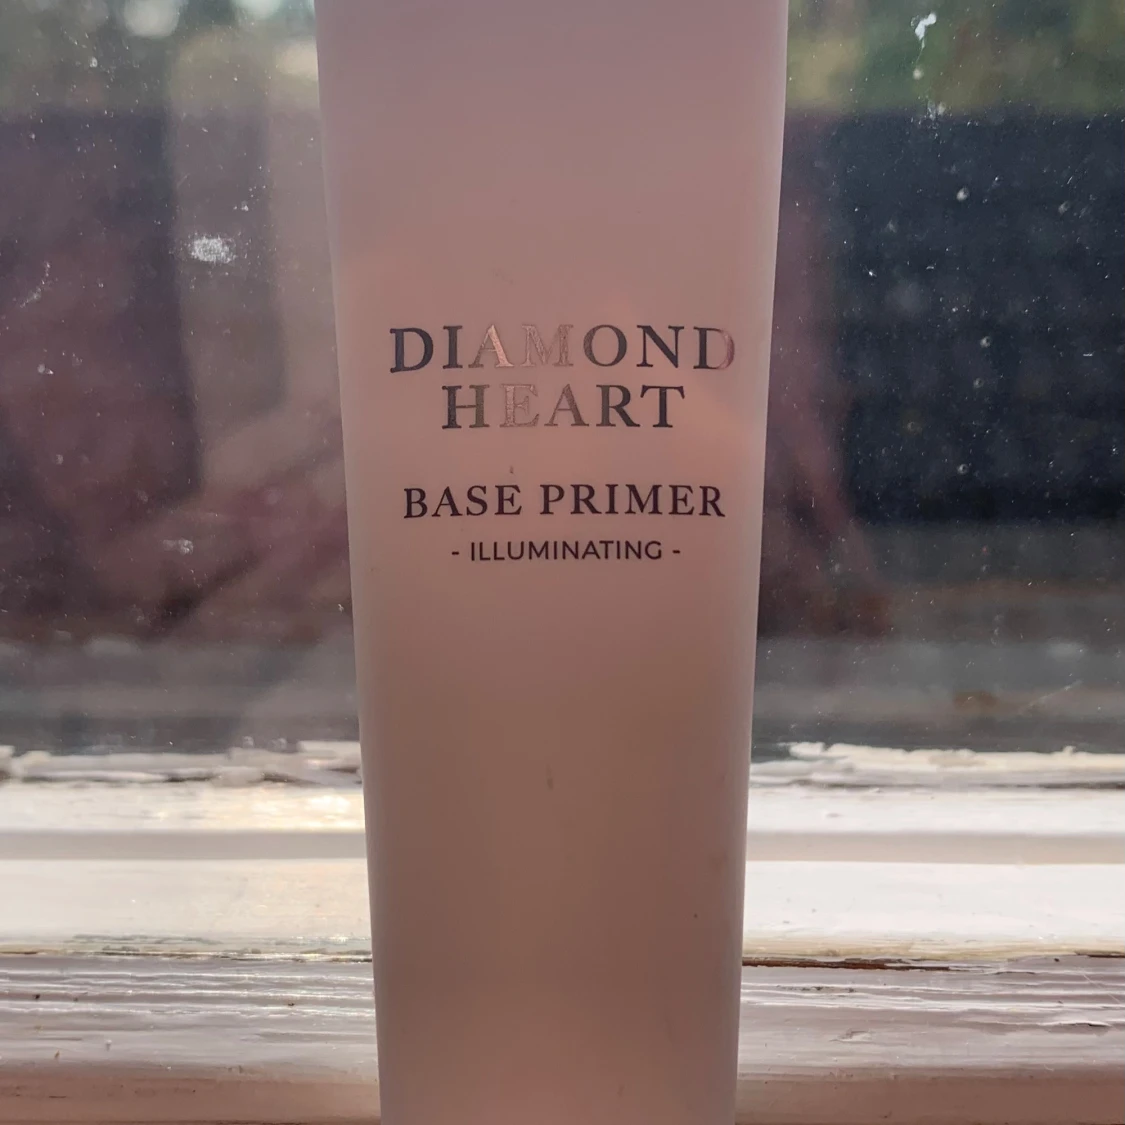 DIAMOND
HEART
BASE PRIMER
- ILLUMINATING -